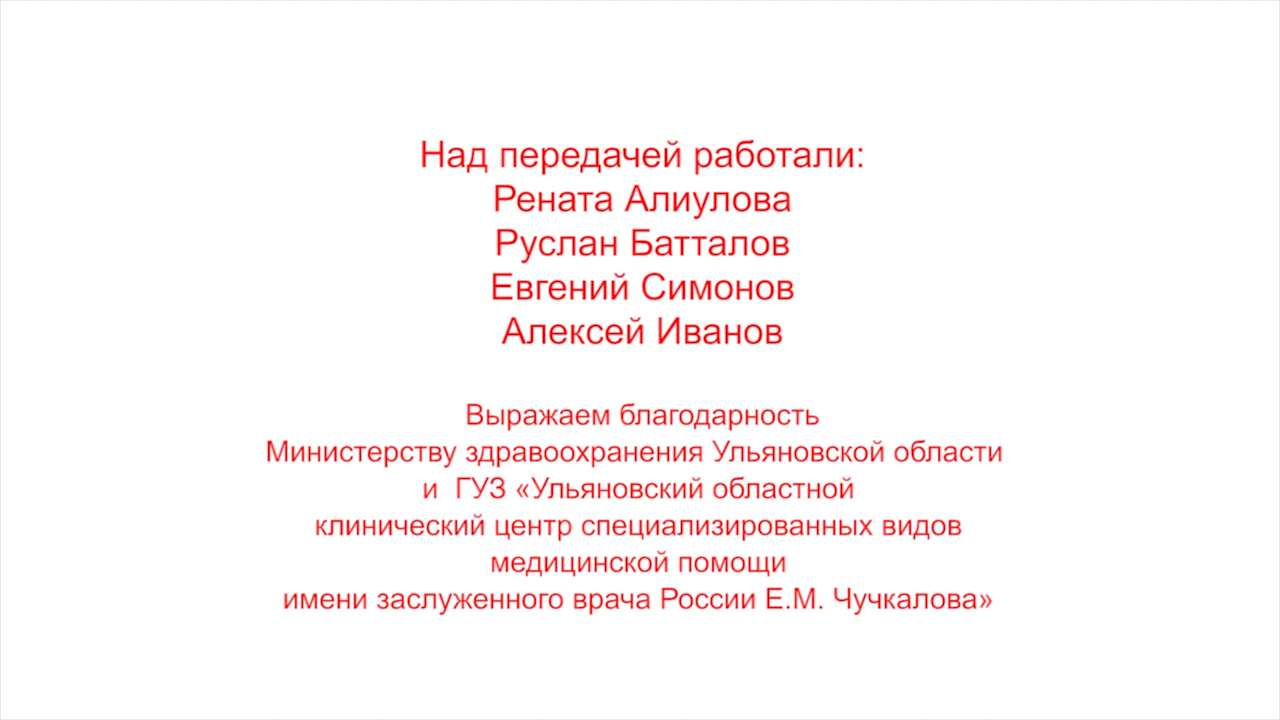 Над передачей работали:
Рената Алиулова
Руслан Батталов
Евгений Симонов
Алексей Иванов
Выражаем благодарность
Министерству здравоохранения Ульяновской области
и ГУЗ «Ульяновский областной
клинический центр специализированных видов
медицинской помощи
имени заслуженного врача России Е.М. Чучкалова»